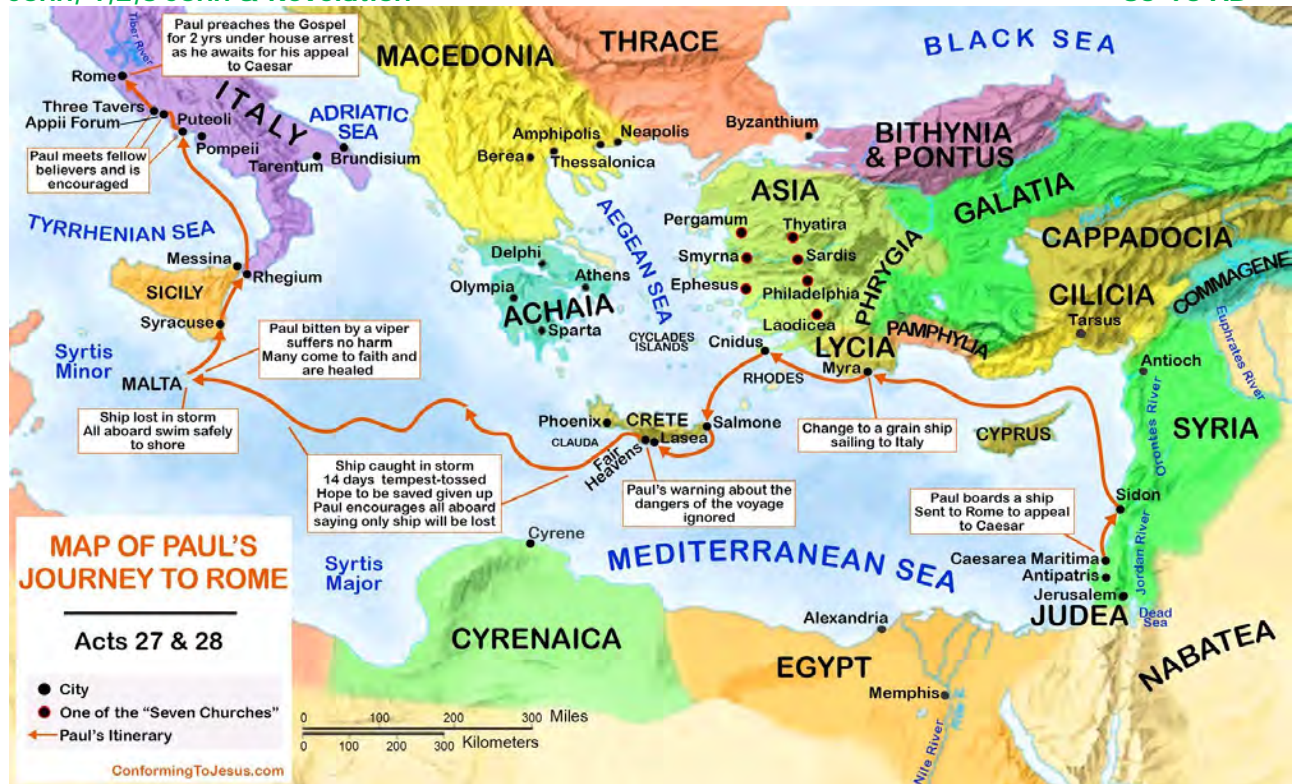 Paul preaches the Gospel
for 2 yrs under house arrest
as he awaits for his appeal
to Caesar
Tiber River
Rome
ITALY
Three Tavers
Appii Forum
Puteoli
Pompeii
Tarentum
Brundisium
ADRIATIC
SEA
Paul meets fellow
believers and is
encouraged
TYRRHENIAN SEA
Messina
Rhegium
SICILY
Syracuse
Syrtis
Minor
MALTA
Paul bitten by a viper
suffers no harm
Many come to faith and
are healed
Ship lost in storm
All aboard swim safely
to shore
MACEDONIA
THRACE
BLACK SEA
Amphipolis
Neapolis
Berea
Thessalonica
Byzanthium
BITHYNIA
& PONTUS
ASIA
GALATIA
Pergamum
Thyatira
Smyrna
Sardis
Ephesus
Philadelphia
Laodicea
PHRYGIA
CAPPADOCIA
COMMAGENE
CILICIA
Tarsus
PAMPHYLIA
LYCIA
Myra
AEGEAN SEA
Delphi
Athens
Olympia
ACHAIA
Sparta
CYCLADES
ISLANDS
Cnidus
RHODES
Phoenix
CRETE
Salmone
CLAUDA
Lasea
Fair
Heavens
Change to a grain ship
sailing to Italy
CYPRUS
Antioch
Orontes River
Euphrates River
SYRIA
Ship caught in storm
14 days tempest-tossed
Hope to be saved given up
Paul encourages all aboard
saying only ship will be lost
Paul's warning about the
dangers of the voyage
ignored
Paul boards a ship
Sent to Rome to appeal
to Caesar
Sidon
Caesarea Maritima
Antipatris
Jerusalem
JUDEA
Jordan River
Dead
Sea
NABATEA
MEDITERRANEAN SEA
Cyrene
Syrtis
Major
CYRENAICA
Alexandria
EGYPT
Memphis
Nile River
MAP OF PAUL'S
JOURNEY TO ROME
Acts 27 & 28
City
One of the "Seven Churches"
Paul's Itinerary
ConformingToJesus.com
0 100 200 300 Miles
0 100 200 300
Kilometers